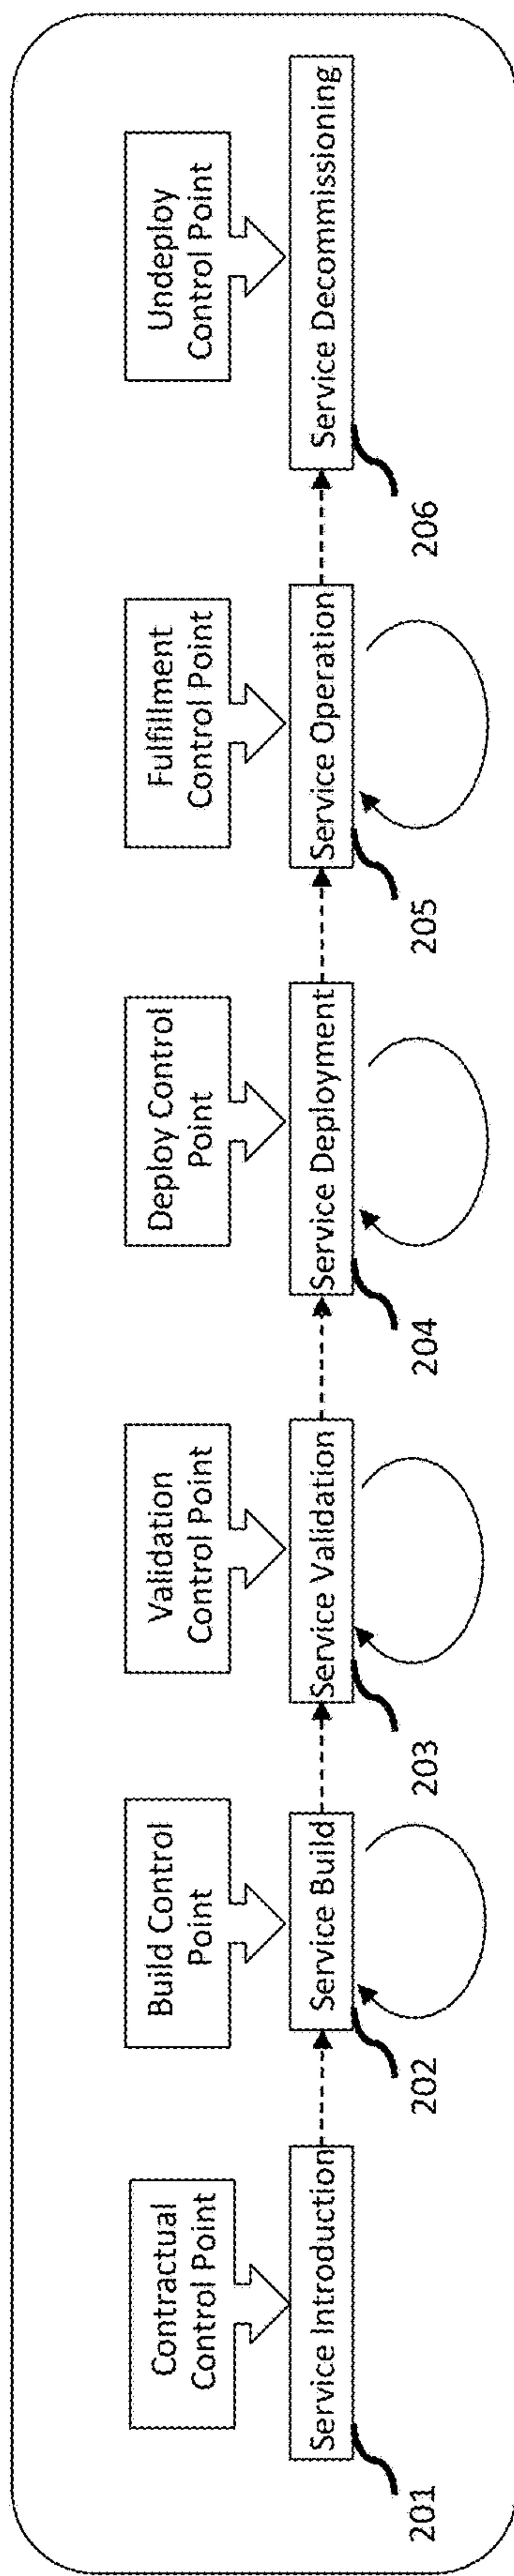 Contractual
Control Point
Build Control
Point
Validation
Control Point
Deploy Control
Point
Fulfillment
Control Point
Undeploy
Control Point
Service Introduction
Service Build
Service Validation
Service Deployment
Service Operation
Service Decommissioning
201
202
203
204
205
206